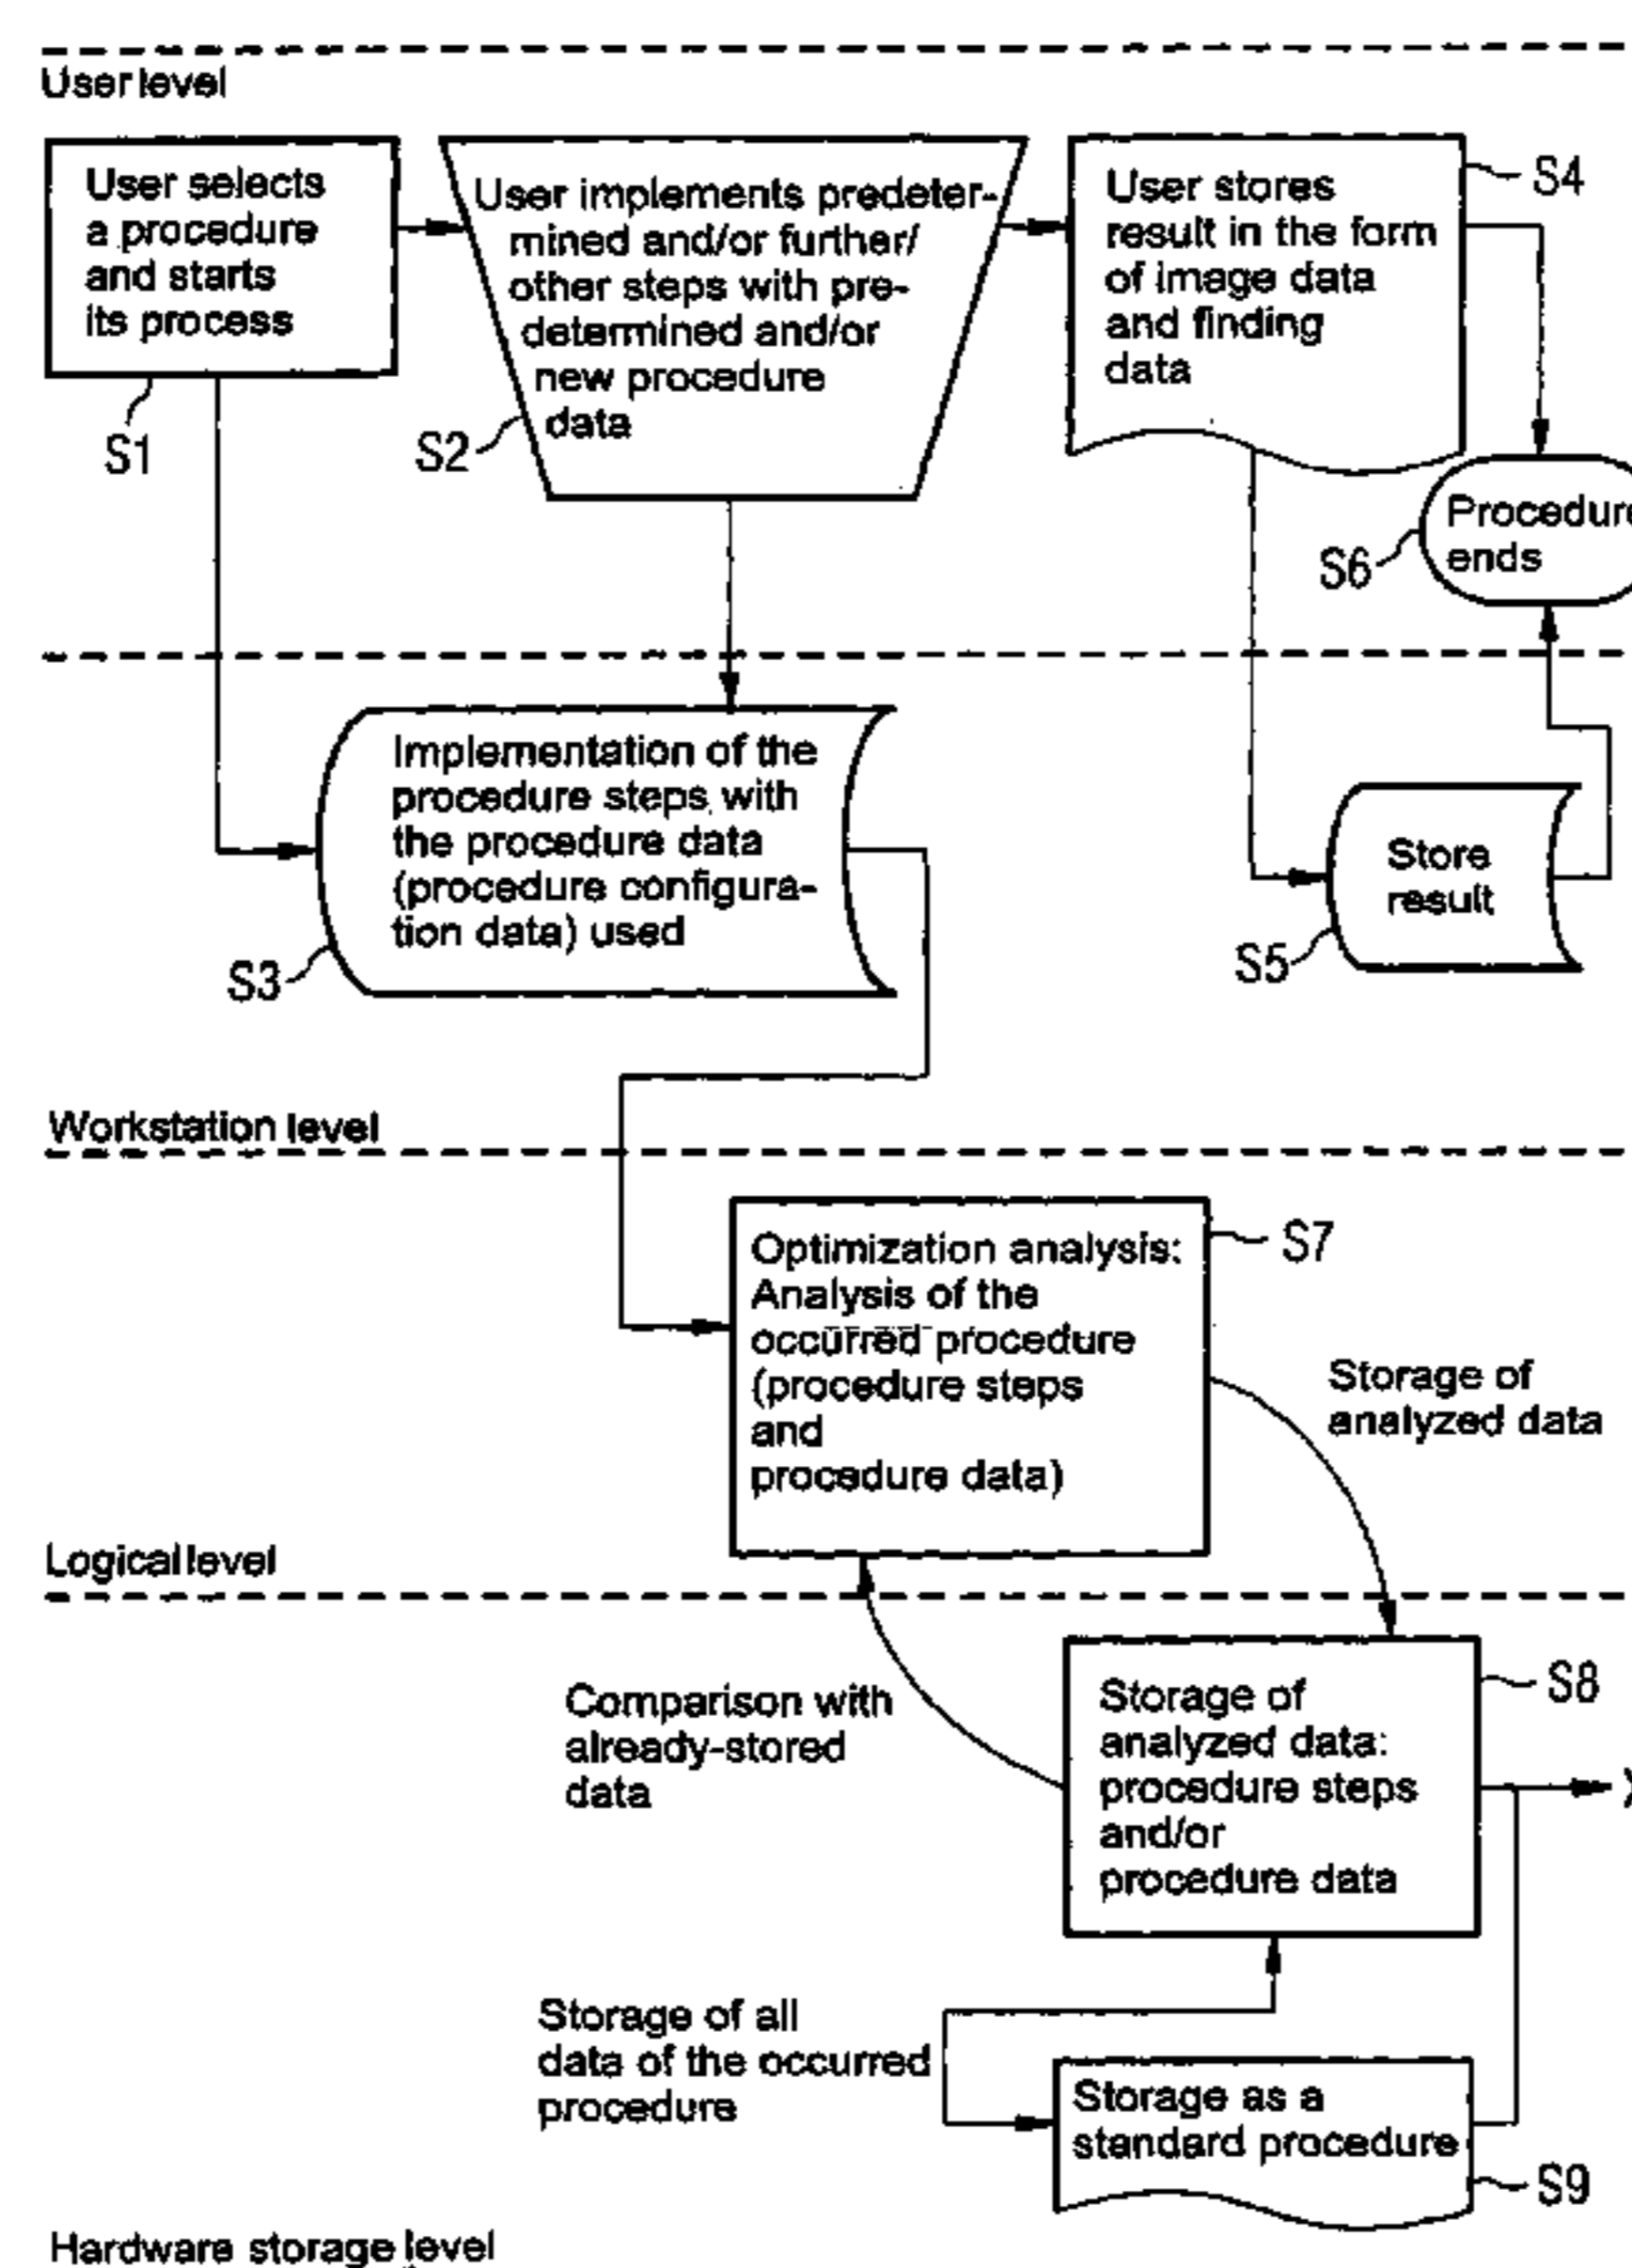 User level
User selects
a procedure
and starts
its process
S1
User implements predeter-
mined and/or further/
other steps with pre-
determined and/or
new procedure
data
S2
User stores
result in the form
of image data
and finding
data
S4
Procedure
ends
S6
Implementation of the
procedure steps with
the procedure data
(procedure configura-
tion data) used
S3
Store
result
S5
Workstation level
Optimization analysis:
Analysis of the
occurred procedure
(procedure steps
and
procedure data)
S7
Storage of
analyzed data
Logical level
Comparison with
already-stored
data
Storage of
analyzed data:
procedure steps
and/or
procedure data
S8
Storage of all
data of the occurred
procedure
Storage as a
standard procedure
S9
Hardware storage level